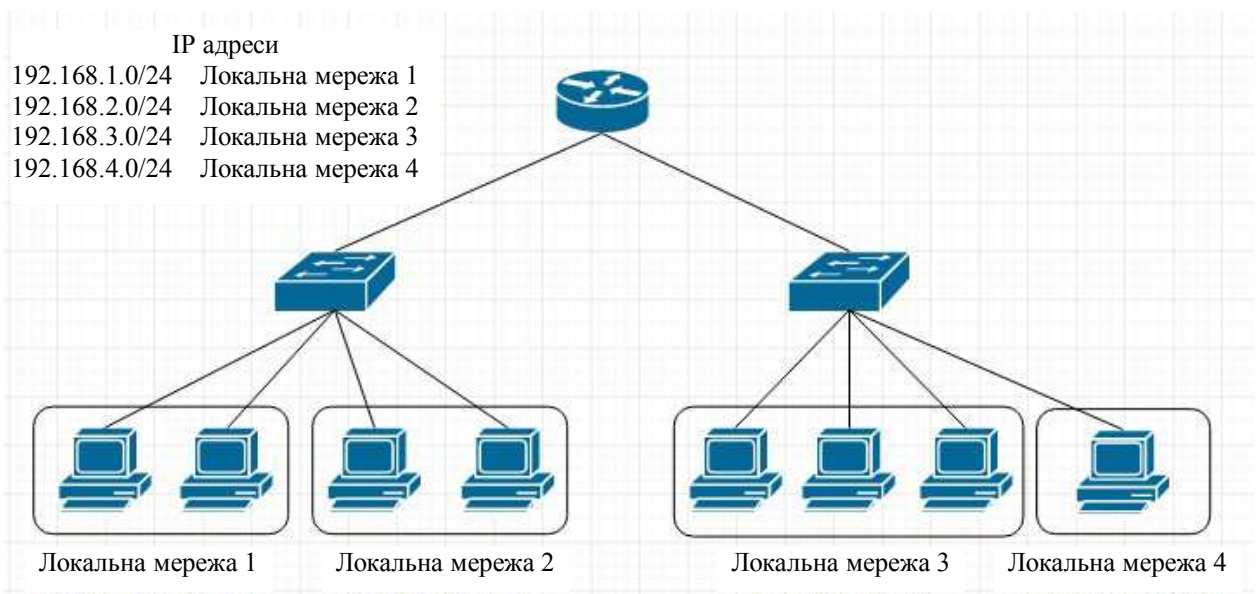 IP адреси
192.168.1.0/24 Локальна мережа 1
192.168.2.0/24 Локальна мережа 2
192.168.3.0/24 Локальна мережа 3
192.168.4.0/24 Локальна мережа 4
Локальна мережа 1 Локальна мережа 2 Локальна мережа 3 Локальна мережа 4